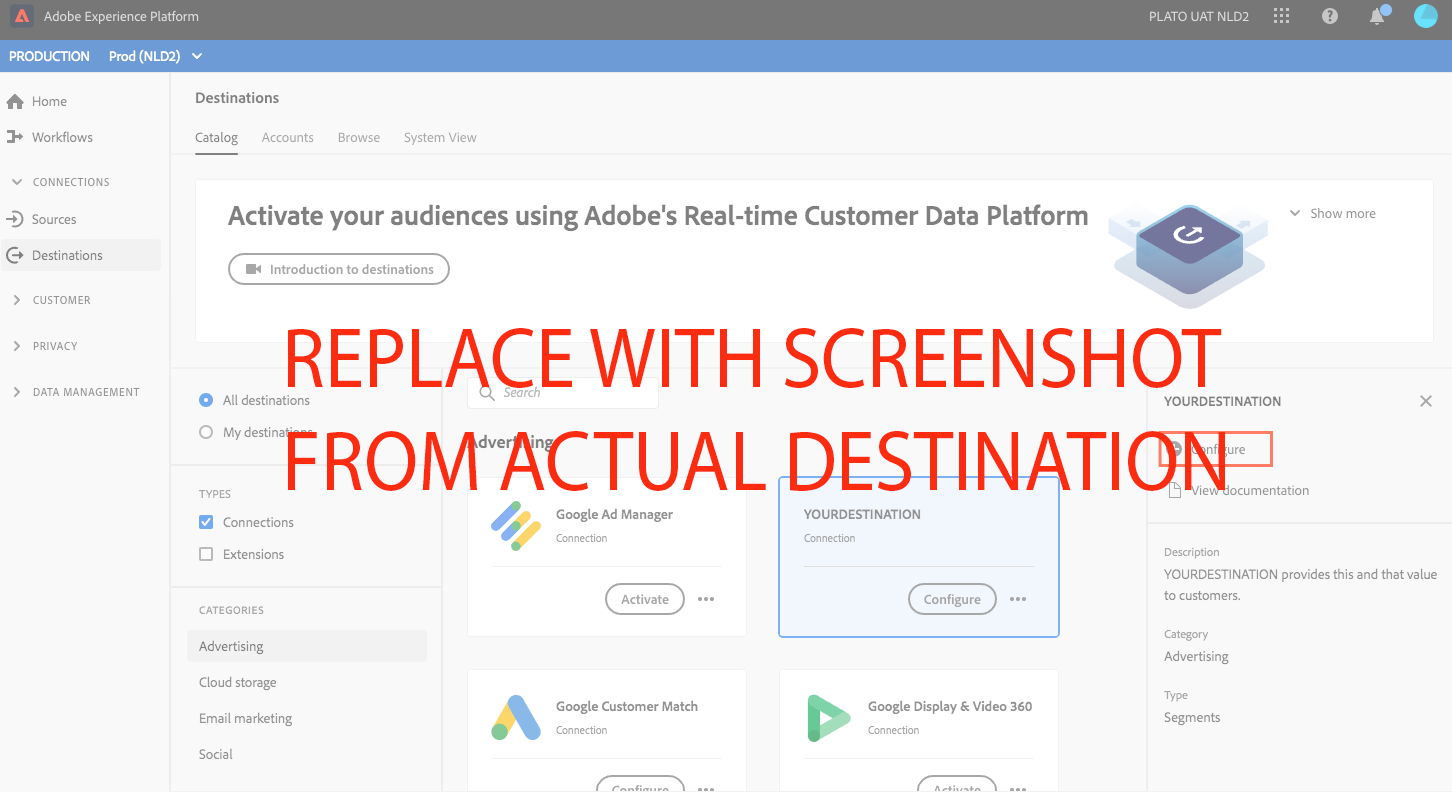 Adobe Experience Platform
PLATO UAT NLD2
PRODUCTION
Prod (NLD2)
Home
Workflows
CONNECTIONS
Sources
Destinations
CUSTOMER
PRIVACY
DATA MANAGEMENT
Destinations
Catalog
Accounts
Browse
System View
Activate your audiences using Adobe's Real-time Customer Data Platform
Show more
Introduction to destinations
REPLACE WITH SCREENSHOT
FROM ACTUAL DESTINATION
All destinations
My destinations
TYPES
Connections
Extensions
CATEGORIES
Advertising
Cloud storage
Email marketing
Social
Search
Advertising
Google Ad Manager
Connection
Activate
YOURDESTINATION
Connection
Configure
Google Customer Match
Connection
Configure
Google Display & Video 360
Connection
Activate
YOURDESTINATION
Configure
View documentation
Description
YOURDESTINATION provides this and that value
to customers.
Category
Advertising
Type
Segments